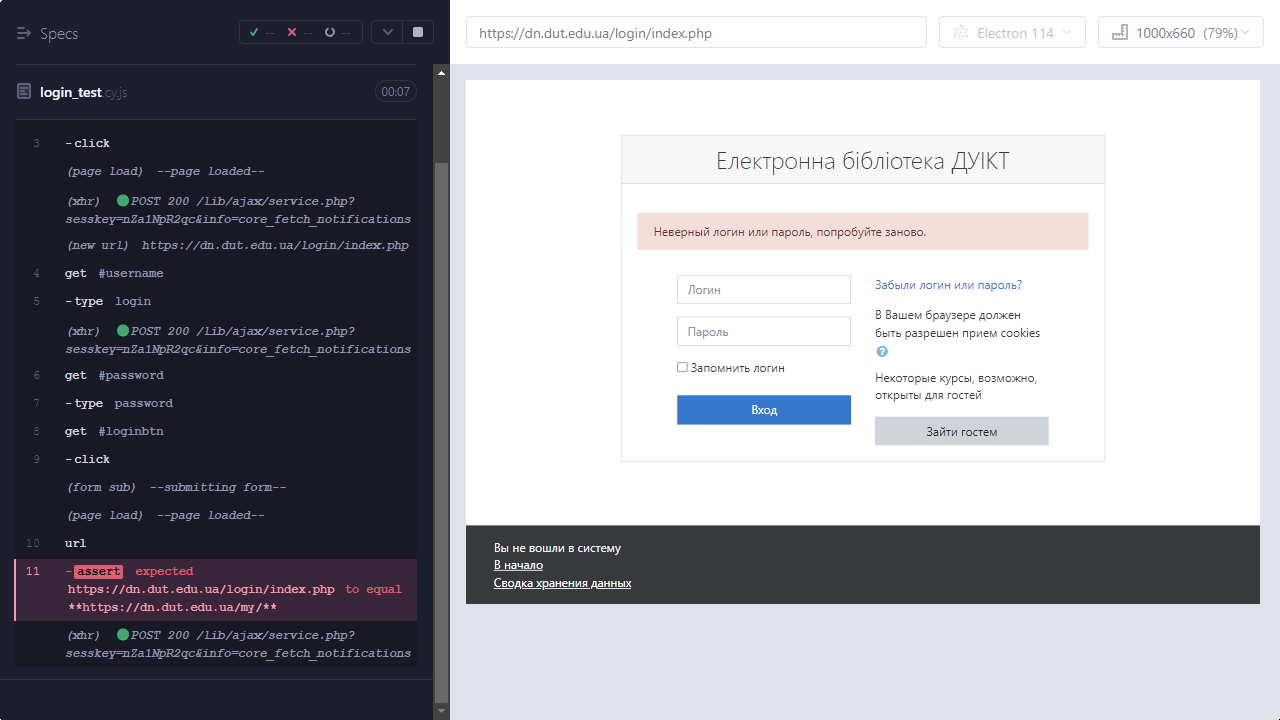 Specs
--
--
--
login_test.cy.js
00:07
3 -click
(page load) --page loaded--
(xhr) POST 200 /lib/ajax/service.php?
sesskey=nZa1NpR2qc&info=core_fetch_notifications
(new url) https://dn.dut.edu.ua/login/index.php
4 get #username
5 -type login
(xhr) POST 200 /lib/ajax/service.php?
sesskey=nZa1NpR2qc&info=core_fetch_notifications
6 get #password
7 -type password
8 get #loginbtn
9 -click
(form sub) --submitting form--
(page load) --page loaded--
10 url
11 -assert expected
https://dn.dut.edu.ua/login/index.php to equal
**https://dn.dut.edu.ua/my/**
(xhr) POST 200 /lib/ajax/service.php?
sesskey=nZa1NpR2qc&info=core_fetch_notifications
https://dn.dut.edu.ua/login/index.php
Electron 114
1000x660 (79%)
Електронна бібліотека ДУІКТ
Неверный логин или пароль, попробуйте заново.
Логин
Пароль
Запомнить логин
Вход
Забыли логин или пароль?
В Вашем браузере должен
быть разрешен прием cookies
?
Некоторые курсы, возможно,
открыты для гостей
Зайти гостем
Вы не вошли в систему
В начало
Сводка хранения данных